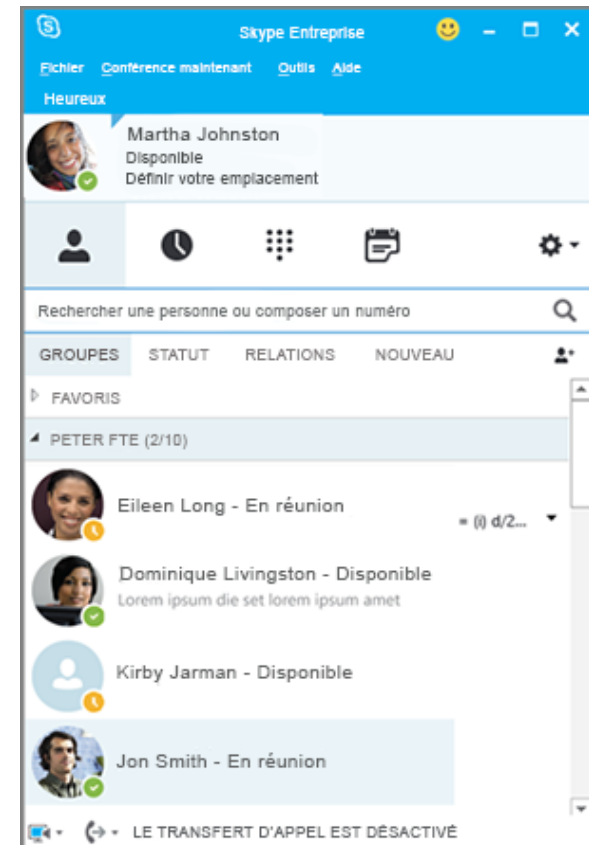 Skype Entreprise
Fichier Conférence maintenant Outils Aide
Heureux
Martha Johnston
Disponible
Définir votre emplacement
Rechercher une personne ou composer un numéro
GROUPES STATUT RELATIONS NOUVEAU
FAVORIS
PETER FTE (2/10)
Eileen Long - En réunion
= (i) d/2...
Dominique Livingston - Disponible
Lorem ipsum die set lorem ipsum amet
Kirby Jarman - Disponible
Jon Smith - En réunion
LE TRANSFERT D'APPEL EST DÉSACTIVÉ